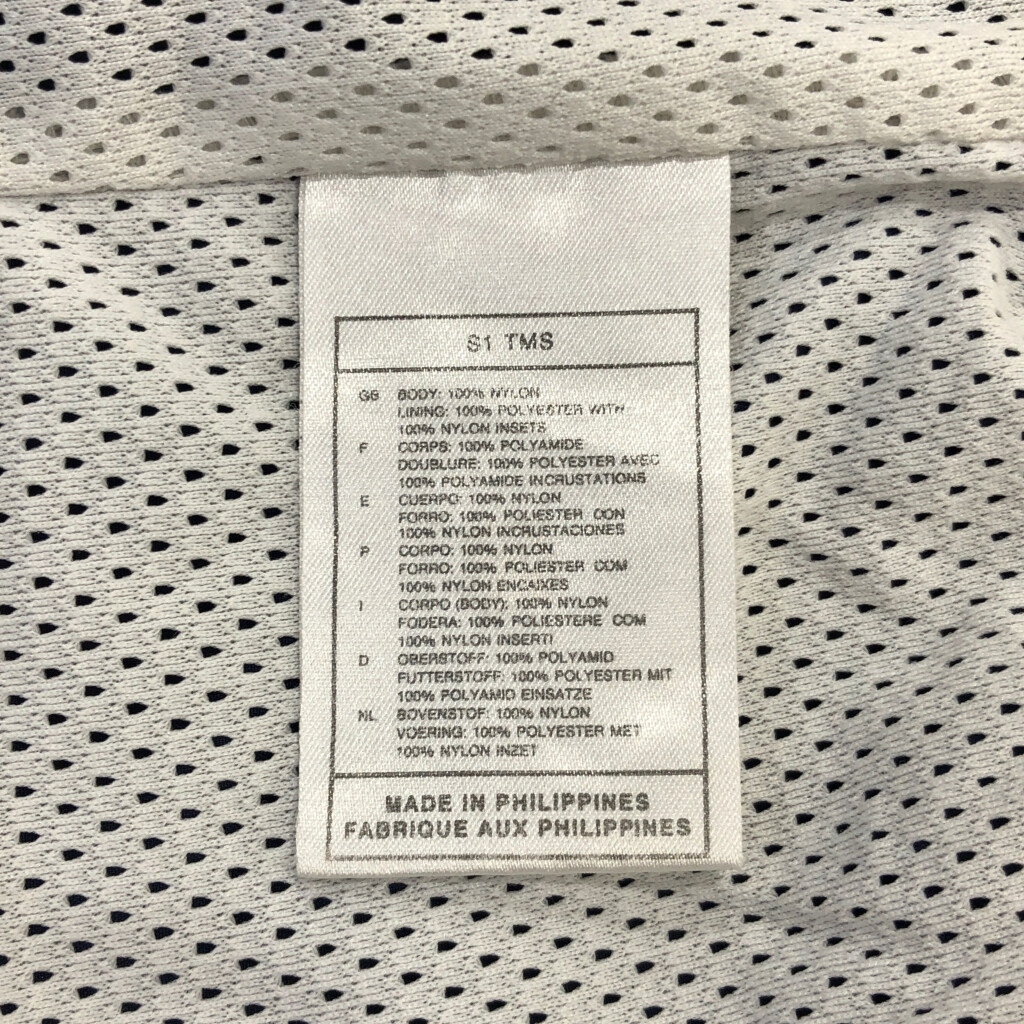 S1 TMS
GB BODY: 100% NYLON
LINING: 100% POLYESTER WITH
100% NYLON INSETS
F CORPS: 100% POLYAMIDE
DOUBLURE: 100% POLYESTER AVEC
100% POLYAMIDE INCRUSTATIONS
E CUERPO: 100% NYLON
FORRO: 100% POLIESTER CON
100% NYLON INCRUSTACIONES
P CORPO: 100% NYLON
FORRO: 100% POLIESTER COM
100% NYLON ENCAIXES
I CORPO (BODY): 100% NYLON
FODERA: 100% POLIESTERE COM
100% NYLON INSERTI
D OBERSTOFF: 100% POLYAMID
FUTTERSTOFF: 100% POLYESTER MIT
100% POLYAMID EINSATZE
NL BOVENSTOF: 100% NYLON
VOERING: 100% POLYESTER MET
100% NYLON INZET
MADE IN PHILIPPINES
FABRIQUE AUX PHILIPPINES